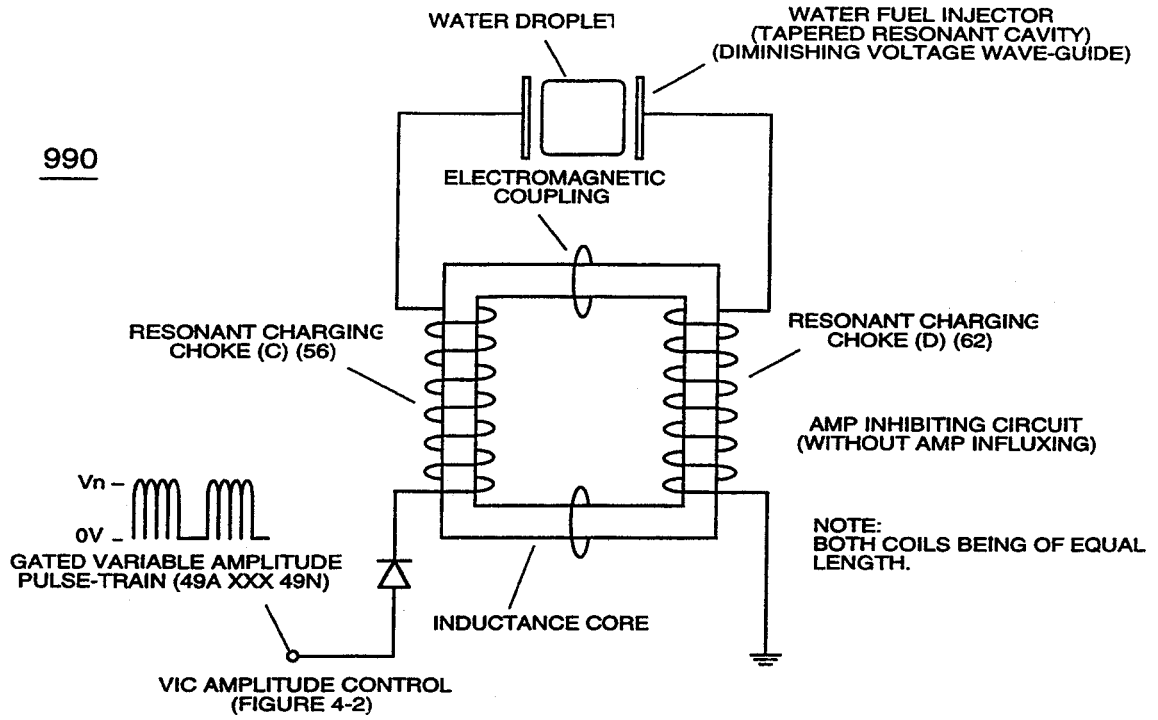 WATER DROPLET
WATER FUEL INJECTOR
(TAPERED RESONANT CAVITY)
(DIMINISHING VOLTAGE WAVE-GUIDE)
990
ELECTROMAGNETIC
COUPLING
RESONANT CHARGING
CHOKE (C) (56)
RESONANT CHARGING
CHOKE (D) (62)
AMP INHIBITING CIRCUIT
(WITHOUT AMP INFLUXING)
Vn –
0V –
GATED VARIABLE AMPLITUDE
PULSE-TRAIN (49A XXX 49N)
NOTE:
BOTH COILS BEING OF EQUAL
LENGTH.
INDUCTANCE CORE
VIC AMPLITUDE CONTROL
(FIGURE 4-2)